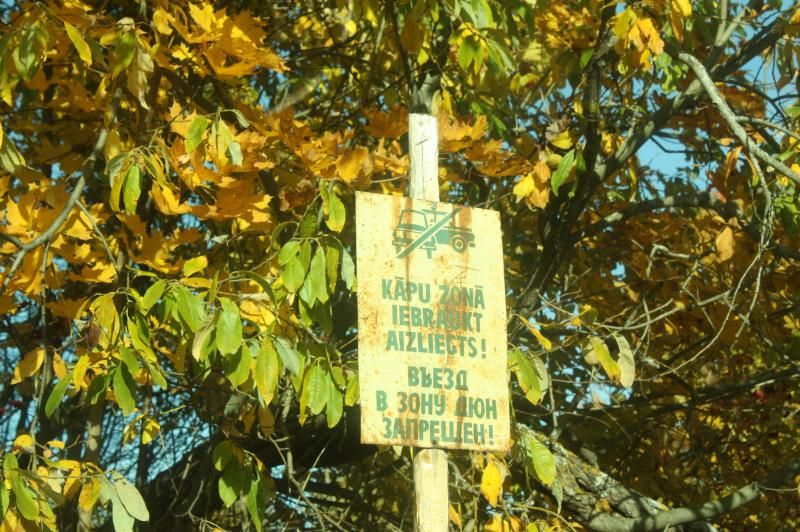 KĀPU ZONĀ
IEBRAUKT
AIZLIEGTS!
ВЪЕЗД
В ЗОНУ ДЮН
ЗАПРЕЩЕН!